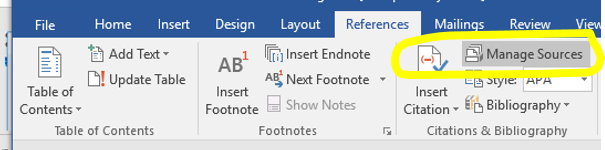 File Home Insert Design Layout References Mailings Review View
Table of Contents
Add Text
Update Table
Table of Contents
AB1
Insert Footnote
Insert Endnote
AB1 Next Footnote
Show Notes
Footnotes
Insert Citation
Manage Sources
Style: APA
Bibliography
Citations & Bibliography